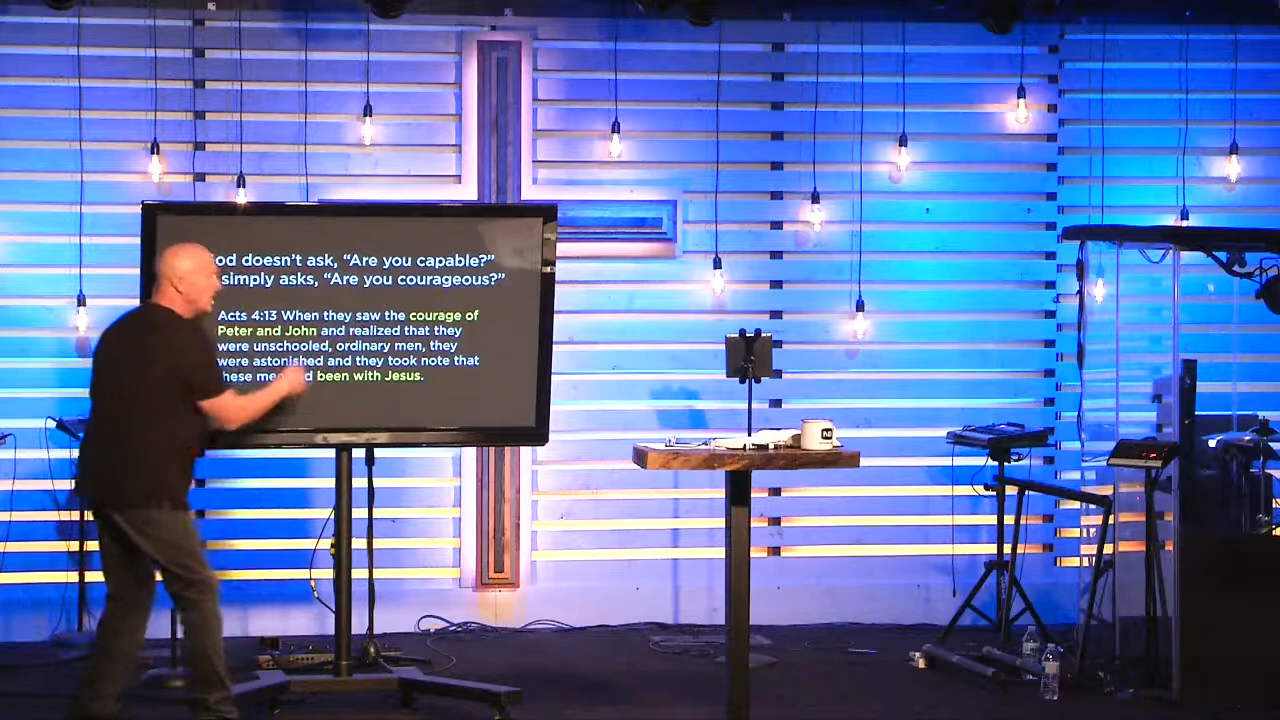 od doesn't ask, "Are you capable?"
simply asks, "Are you courageous?"
Acts 4:13 When they saw the courage of
Peter and John and realized that they
were unschooled, ordinary men, they
were astonished and they took note that
these me d been with Jesus.